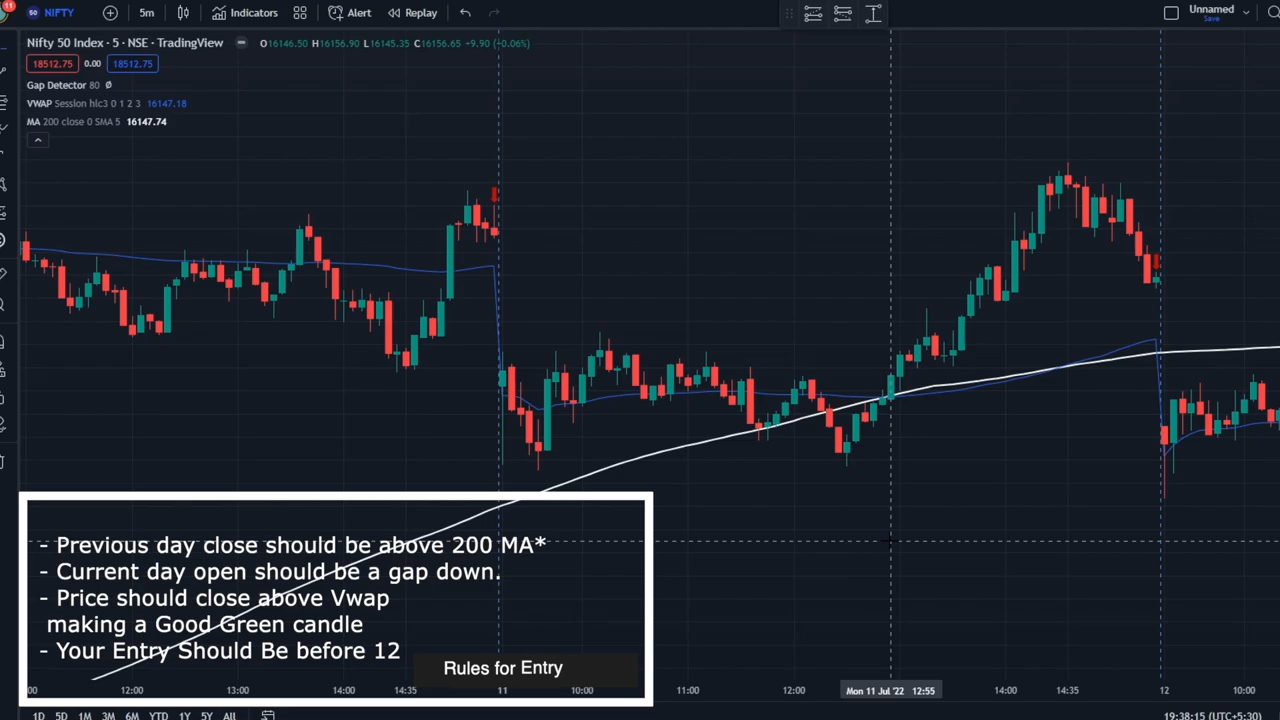 11
50 NIFTY
5m
Indicators
Alert
Replay
Unnamed
Save
Nifty 50 Index · 5 · NSE · TradingView
O16146.50 H16156.90 L16145.35 C16156.65 +9.90 (+0.06%)
18512.75 0.00 18512.75
Gap Detector 80 ø
VWAP Session hlc3 0 1 2 3 16147.18
MA 200 close 0 SMA 5 16147.74
- Previous day close should be above 200 MA*
- Current day open should be a gap down.
- Price should close above Vwap
making a Good Green candle
- Your Entry Should Be before 12
Rules for Entry
:00 12:00 13:00 14:00 14:35 11 10:00 11:00 12:00 Mon 11 Jul '22 12:55 14:00 14:35 12 10:00
1D 5D 1M 3M 6M YTD 1Y 5Y All
19:38:15 (UTC+5:30)